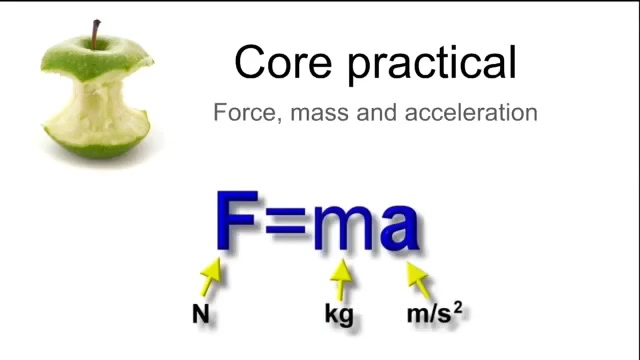 Core practical
Force, mass and acceleration
F=ma
N kg m/s²